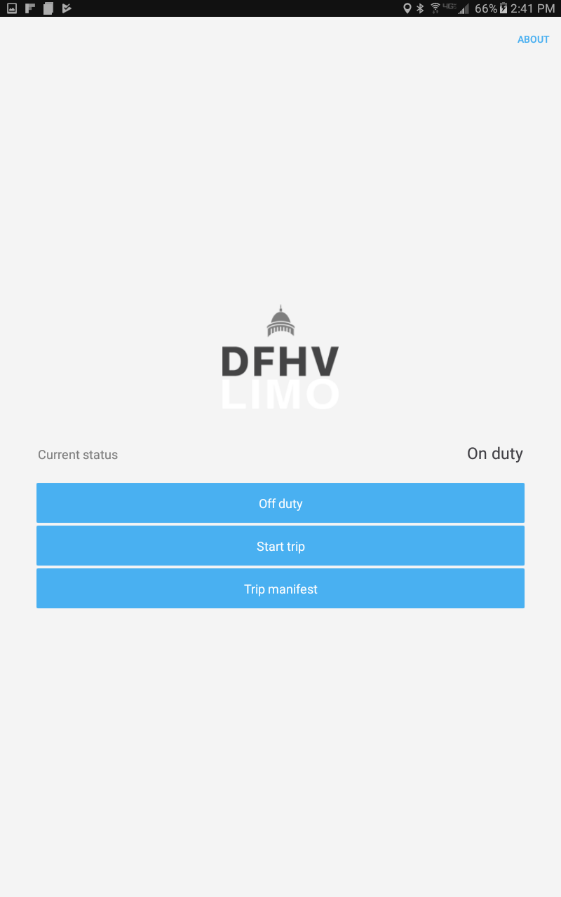 66% 2:41 PM
ABOUT
DFHV
LIMO
Current status On duty
Off duty
Start trip
Trip manifest